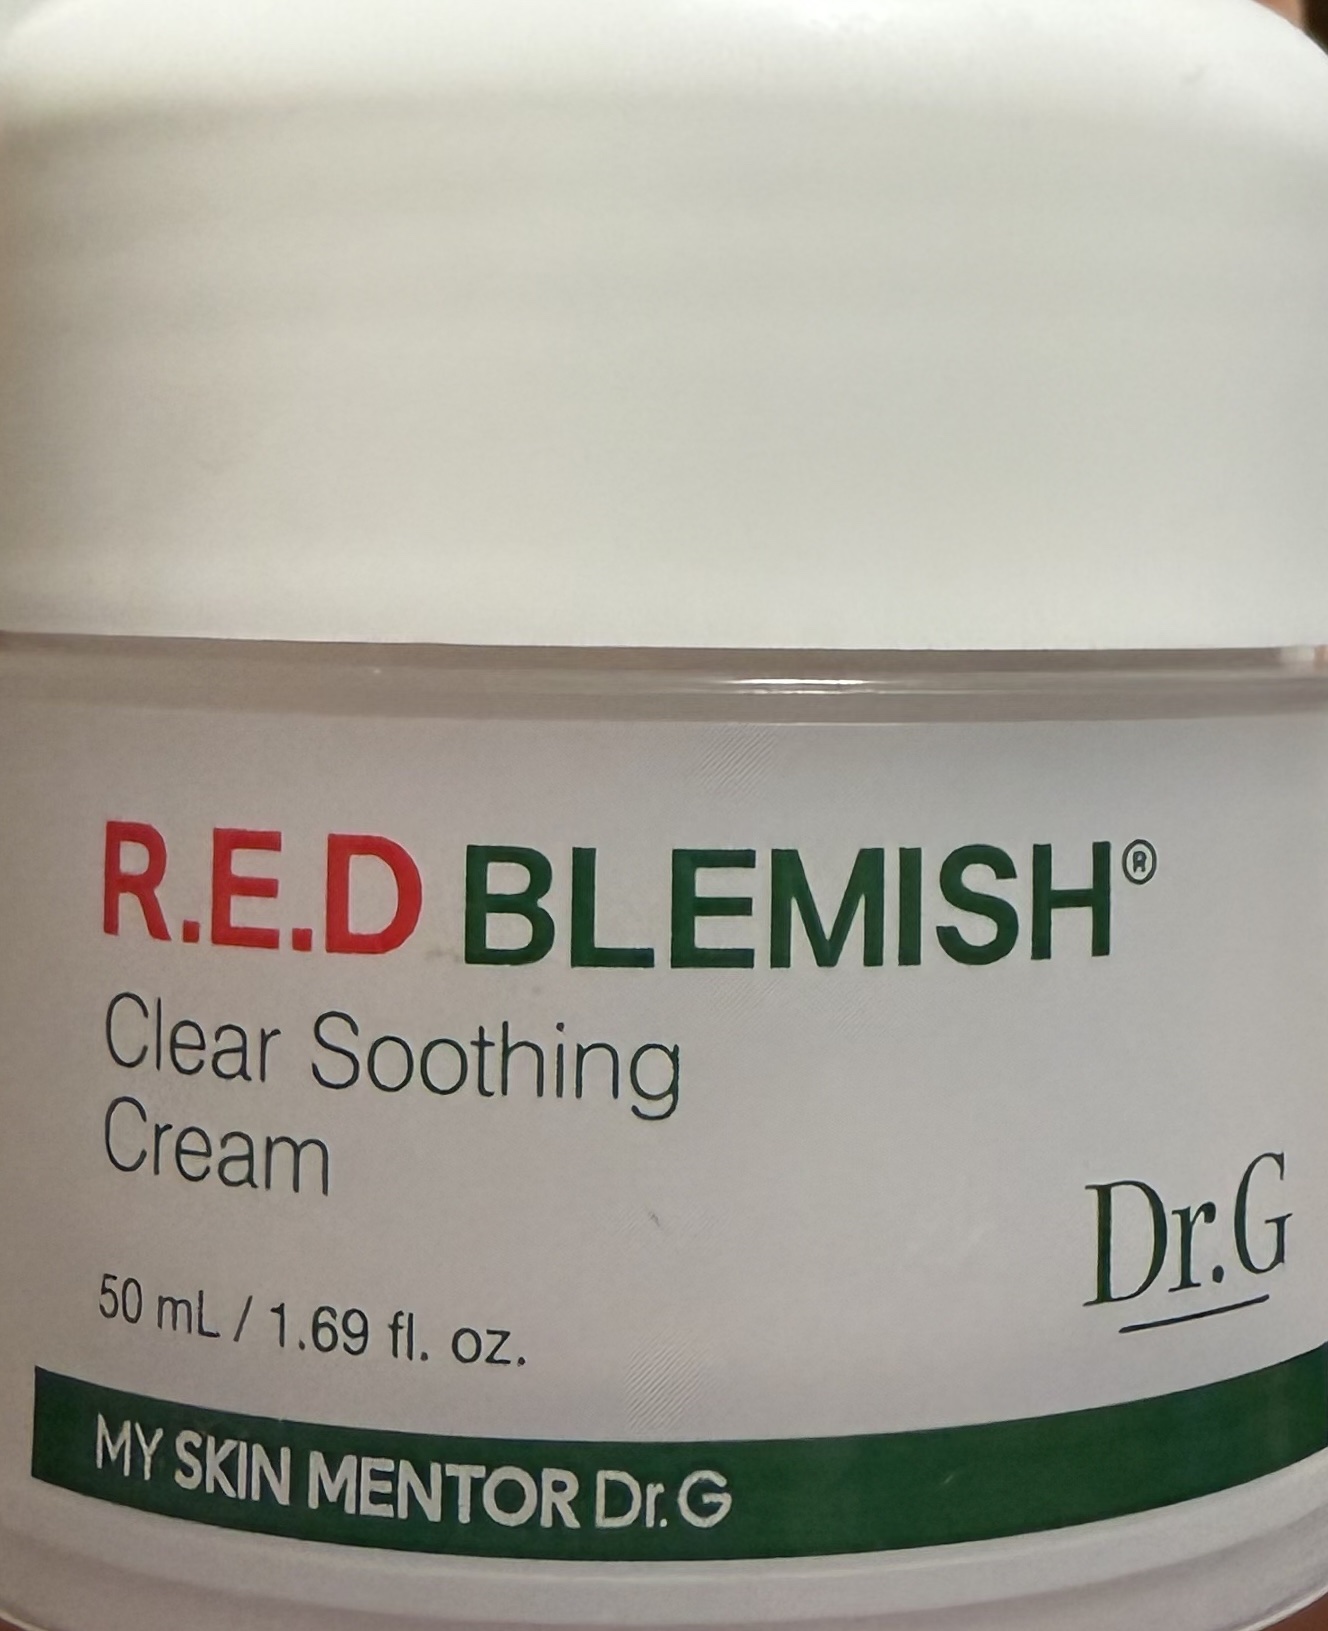 R.E.D BLEMISH®
Clear Soothing
Cream
50 mL / 1.69 fl. oz.
Dr.G
MY SKIN MENTOR Dr.G